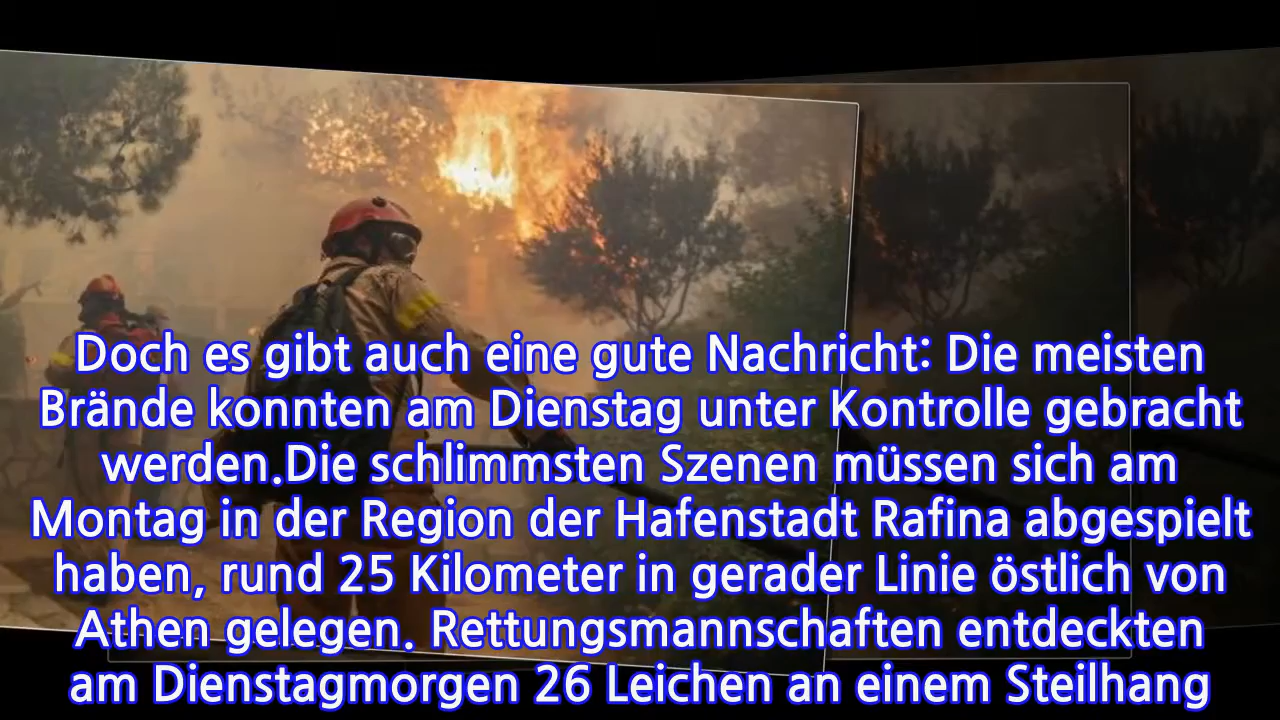 Doch es gibt auch eine gute Nachricht: Die meisten
Brände konnten am Dienstag unter Kontrolle gebracht
werden.Die schlimmsten Szenen müssen sich am
Montag in der Region der Hafenstadt Rafina abgespielt
haben, rund 25 Kilometer in gerader Linie östlich von
Athen gelegen. Rettungsmannschaften entdeckten
am Dienstagmorgen 26 Leichen an einem Steilhang